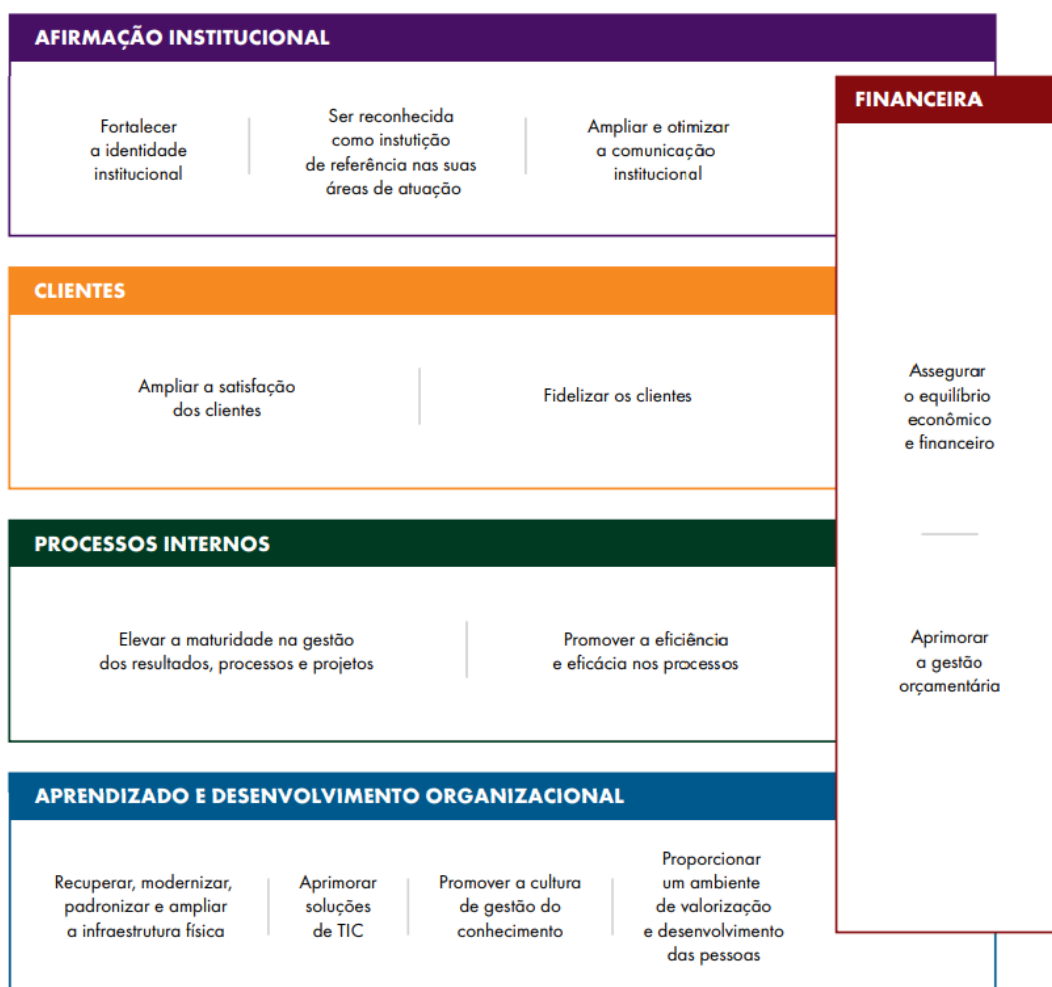 AFIRMAÇÃO INSTITUCIONAL
Fortalecer
a identidade
institucional
Ser reconhecida
como instutição
de referência nas suas
áreas de atuação
Ampliar e otimizar
a comunicação
institucional
FINANCEIRA
Assegurar
o equilíbrio
econômico
e financeiro
Aprimorar
a gestão
orçamentária
CLIENTES
Ampliar a satisfação
dos clientes
Fidelizar os clientes
PROCESSOS INTERNOS
Elevar a maturidade na gestão
dos resultados, processos e projetos
Promover a eficiência
e eficácia nos processos
APRENDIZADO E DESENVOLVIMENTO ORGANIZACIONAL
Recuperar, modernizar,
padronizar e ampliar
a infraestrutura física
Aprimorar
soluções
de TIC
Promover a cultura
de gestão do
conhecimento
Proporcionar
um ambiente
de valorização
e desenvolvimento
das pessoas